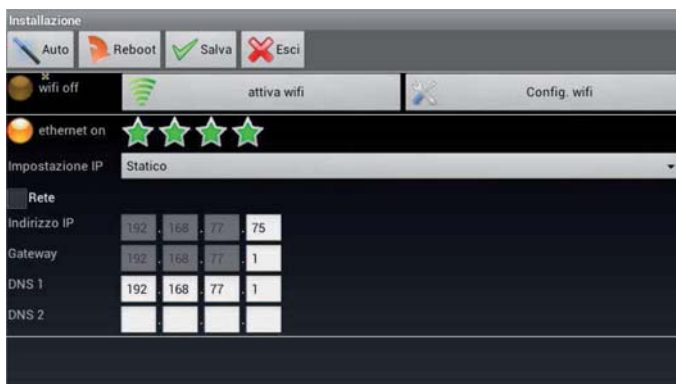 Installazione
Auto Reboot Salva Esci
wifi off attiva wifi Config. wifi
ethernet on
Impostazione IP Statico
Rete
Indirizzo IP 192 . 168 . 77 . 75
Gateway 192 . 168 . 77 . 1
DNS 1 192 . 168 . 77 . 1
DNS 2 . . .